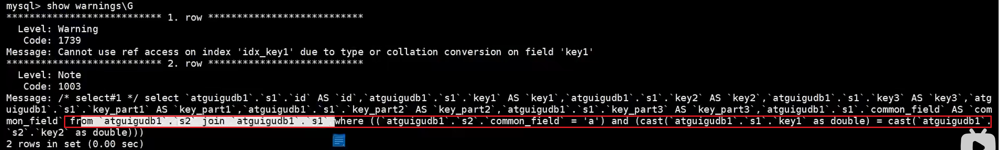 mysql> show warnings\G
*************************** 1. row ***************************
  Level: Warning
   Code: 1739
Message: Cannot use ref access on index 'idx_key1' due to type or collation conversion on field 'key1'
*************************** 2. row ***************************
  Level: Note
   Code: 1003
Message: /* select#1 */ select `atguigudb1`.`s1`.`id` AS `id`,`atguigudb1`.`s1`.`key1` AS `key1`,`atguigudb1`.`s1`.`key2` AS `key2`,`atguigudb1`.`s1`.`key3` AS `key3`,`atg
uigudb1`.`s1`.`key_part1` AS `key_part1`,`atguigudb1`.`s1`.`key_part2` AS `key_part2`,`atguigudb1`.`s1`.`key_part3` AS `key_part3`,`atguigudb1`.`s1`.`common_field` AS `com
mon_field` from `atguigudb1`.`s2` join `atguigudb1`.`s1` where ((`atguigudb1`.`s2`.`common_field` = 'a') and (cast(`atguigudb1`.`s1`.`key1` as double) = cast(`atguigudb1`.
`s2`.`key2` as double)))
2 rows in set (0.00 sec)